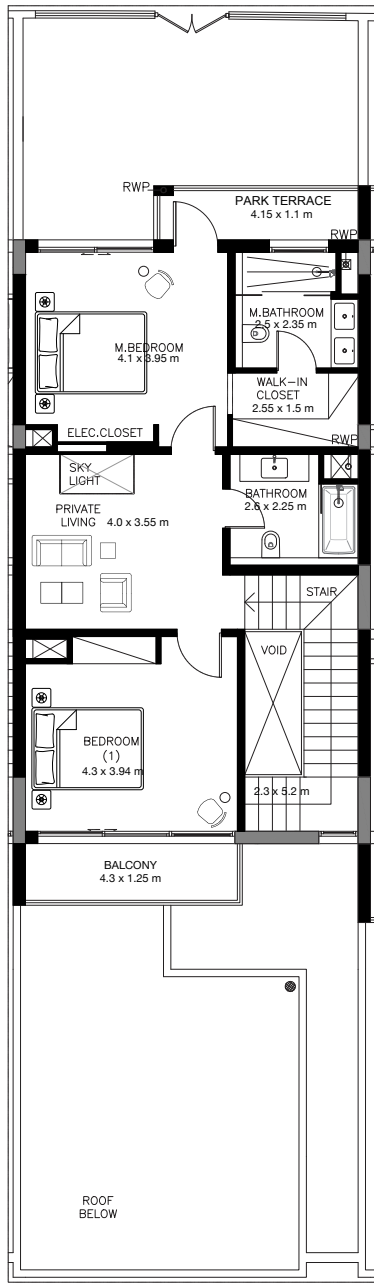 RWP
PARK TERRACE
4.15 x 1.1 m
RWP
M.BATHROOM
2.5 x 2.35 m
M.BEDROOM
4.1 x 3.95 m
WALK-IN
CLOSET
2.55 x 1.5 m
ELEC.CLOSET
RWP
SKY
LIGHT
BATHROOM
2.6 x 2.25 m
PRIVATE
LIVING 4.0 x 3.55 m
STAIR
VOID
BEDROOM
(1)
4.3 x 3.94 m
2.3 x 5.2 m
BALCONY
4.3 x 1.25 m
ROOF
BELOW